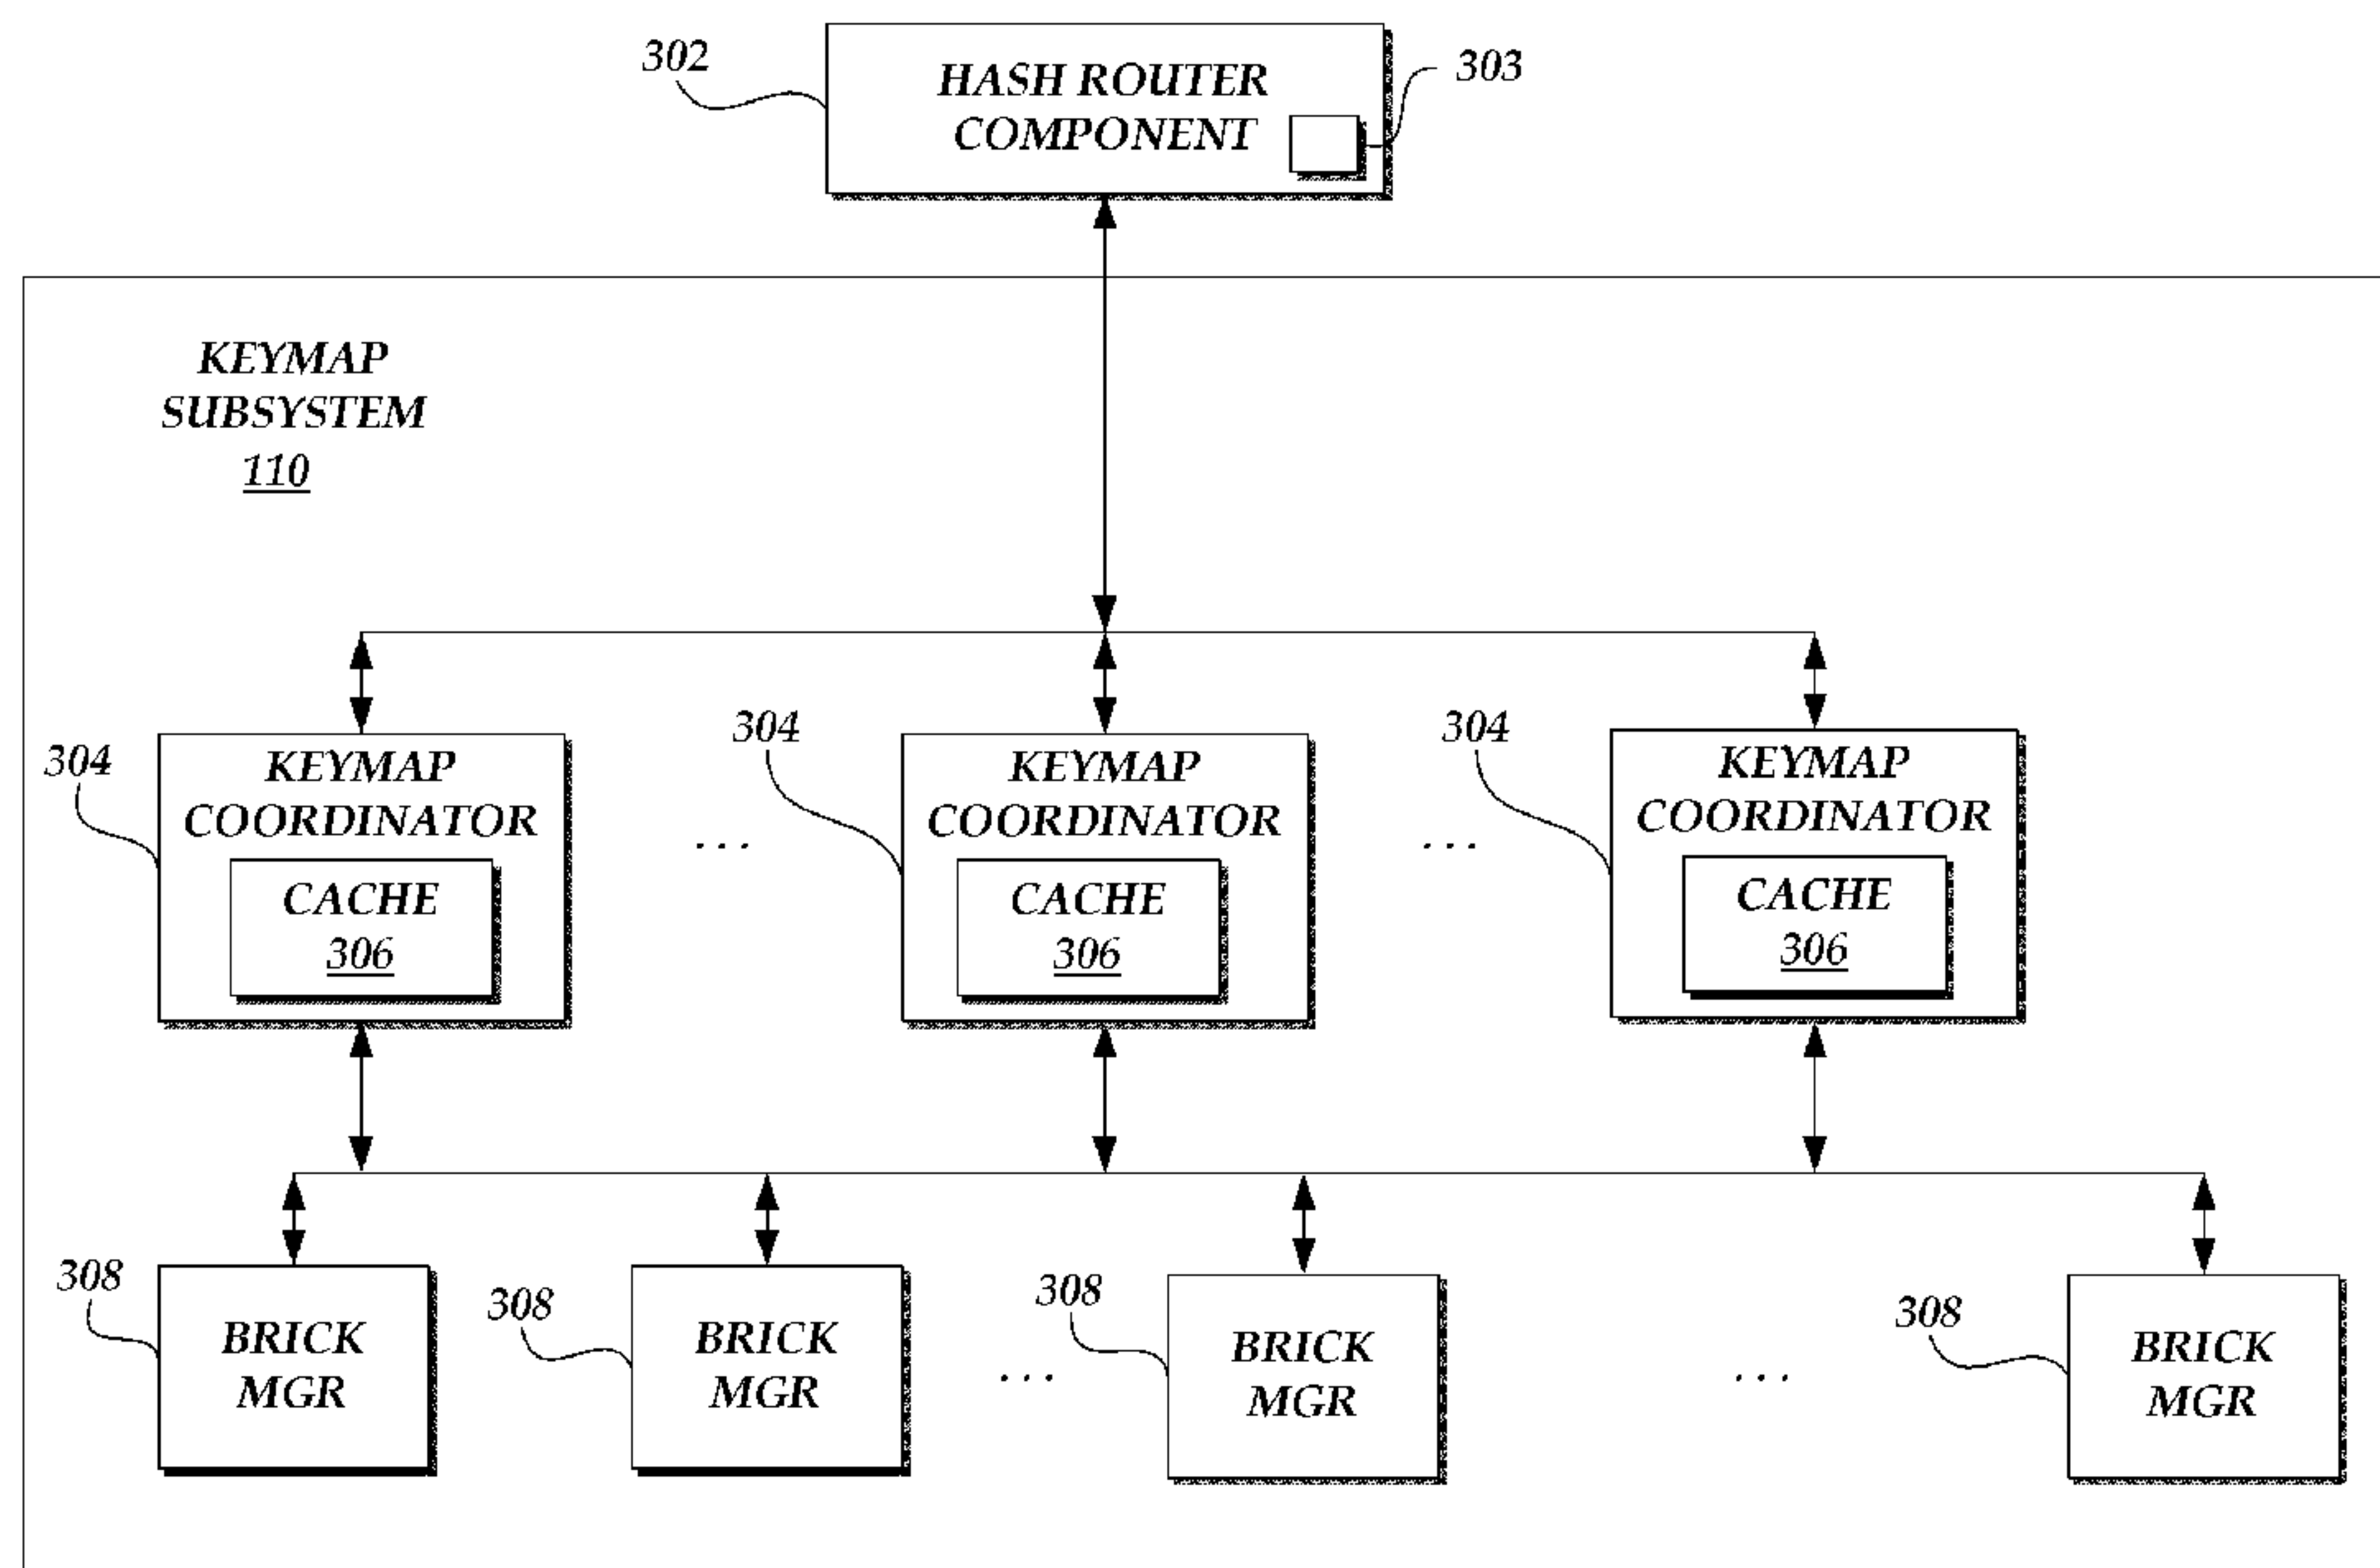 302
HASH ROUTER
COMPONENT
303
KEYMAP
SUBSYSTEM
110
304
KEYMAP
COORDINATOR
CACHE
306
. . .
304
KEYMAP
COORDINATOR
CACHE
306
. . .
304
KEYMAP
COORDINATOR
CACHE
306
308
BRICK
MGR
308
BRICK
MGR
. . .
308
BRICK
MGR
. . .
308
BRICK
MGR